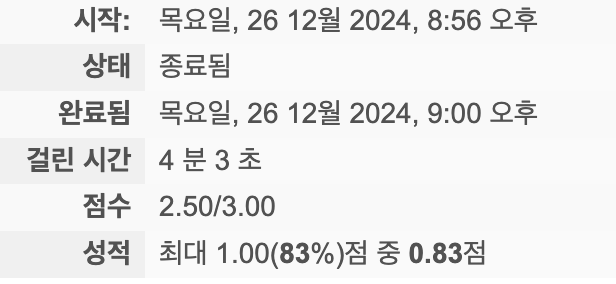 시작: 목요일, 26 12월 2024, 8:56 오후
상태 종료됨
완료됨 목요일, 26 12월 2024, 9:00 오후
걸린 시간 4 분 3 초
점수 2.50/3.00
성적 최대 1.00(83%)점 중 0.83점